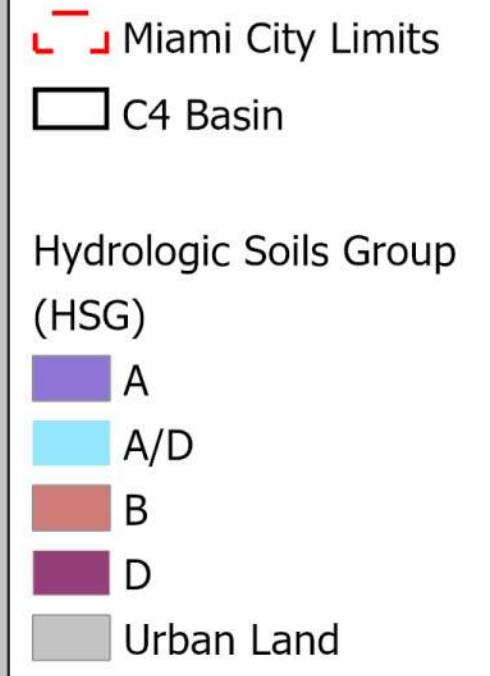 Miami City Limits
C4 Basin
Hydrologic Soils Group
(HSG)
A
A/D
B
D
Urban Land